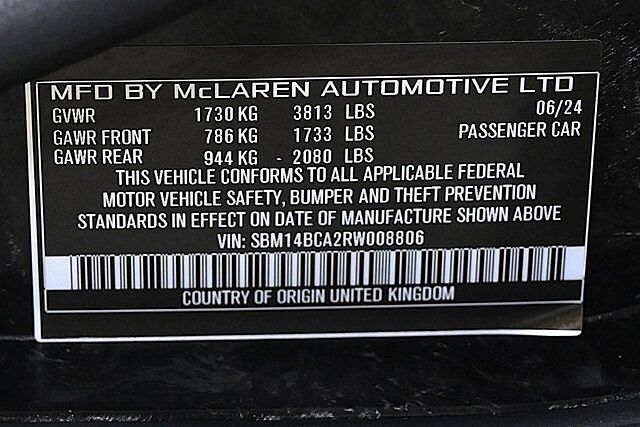 MFD BY McLAREN AUTOMOTIVE LTD
GVWR 1730 KG 3813 LBS 06/24
GAWR FRONT 786 KG 1733 LBS PASSENGER CAR
GAWR REAR 944 KG - 2080 LBS
THIS VEHICLE CONFORMS TO ALL APPLICABLE FEDERAL
MOTOR VEHICLE SAFETY, BUMPER AND THEFT PREVENTION
STANDARDS IN EFFECT ON DATE OF MANUFACTURE SHOWN ABOVE
VIN: SBM14BCA2RW008806
COUNTRY OF ORIGIN UNITED KINGDOM